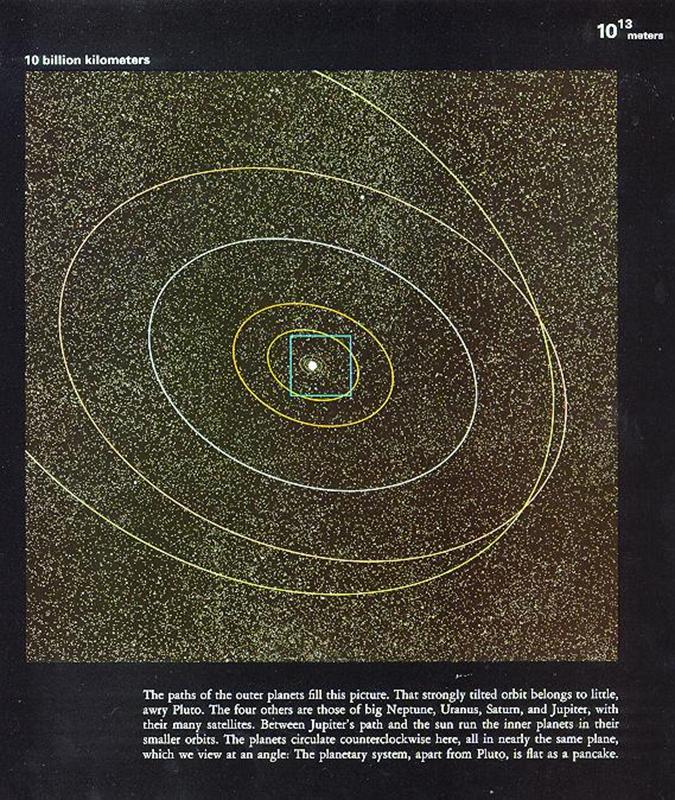 10^13 meters
10 billion kilometers
The paths of the outer planets fill this picture. That strongly tilted orbit belongs to little,
awry Pluto. The four others are those of big Neptune, Uranus, Saturn, and Jupiter, with
their many satellites. Between Jupiter's path and the sun run the inner planets in their
smaller orbits. The planets circulate counterclockwise here, all in nearly the same plane,
which we view at an angle: The planetary system, apart from Pluto, is flat as a pancake.